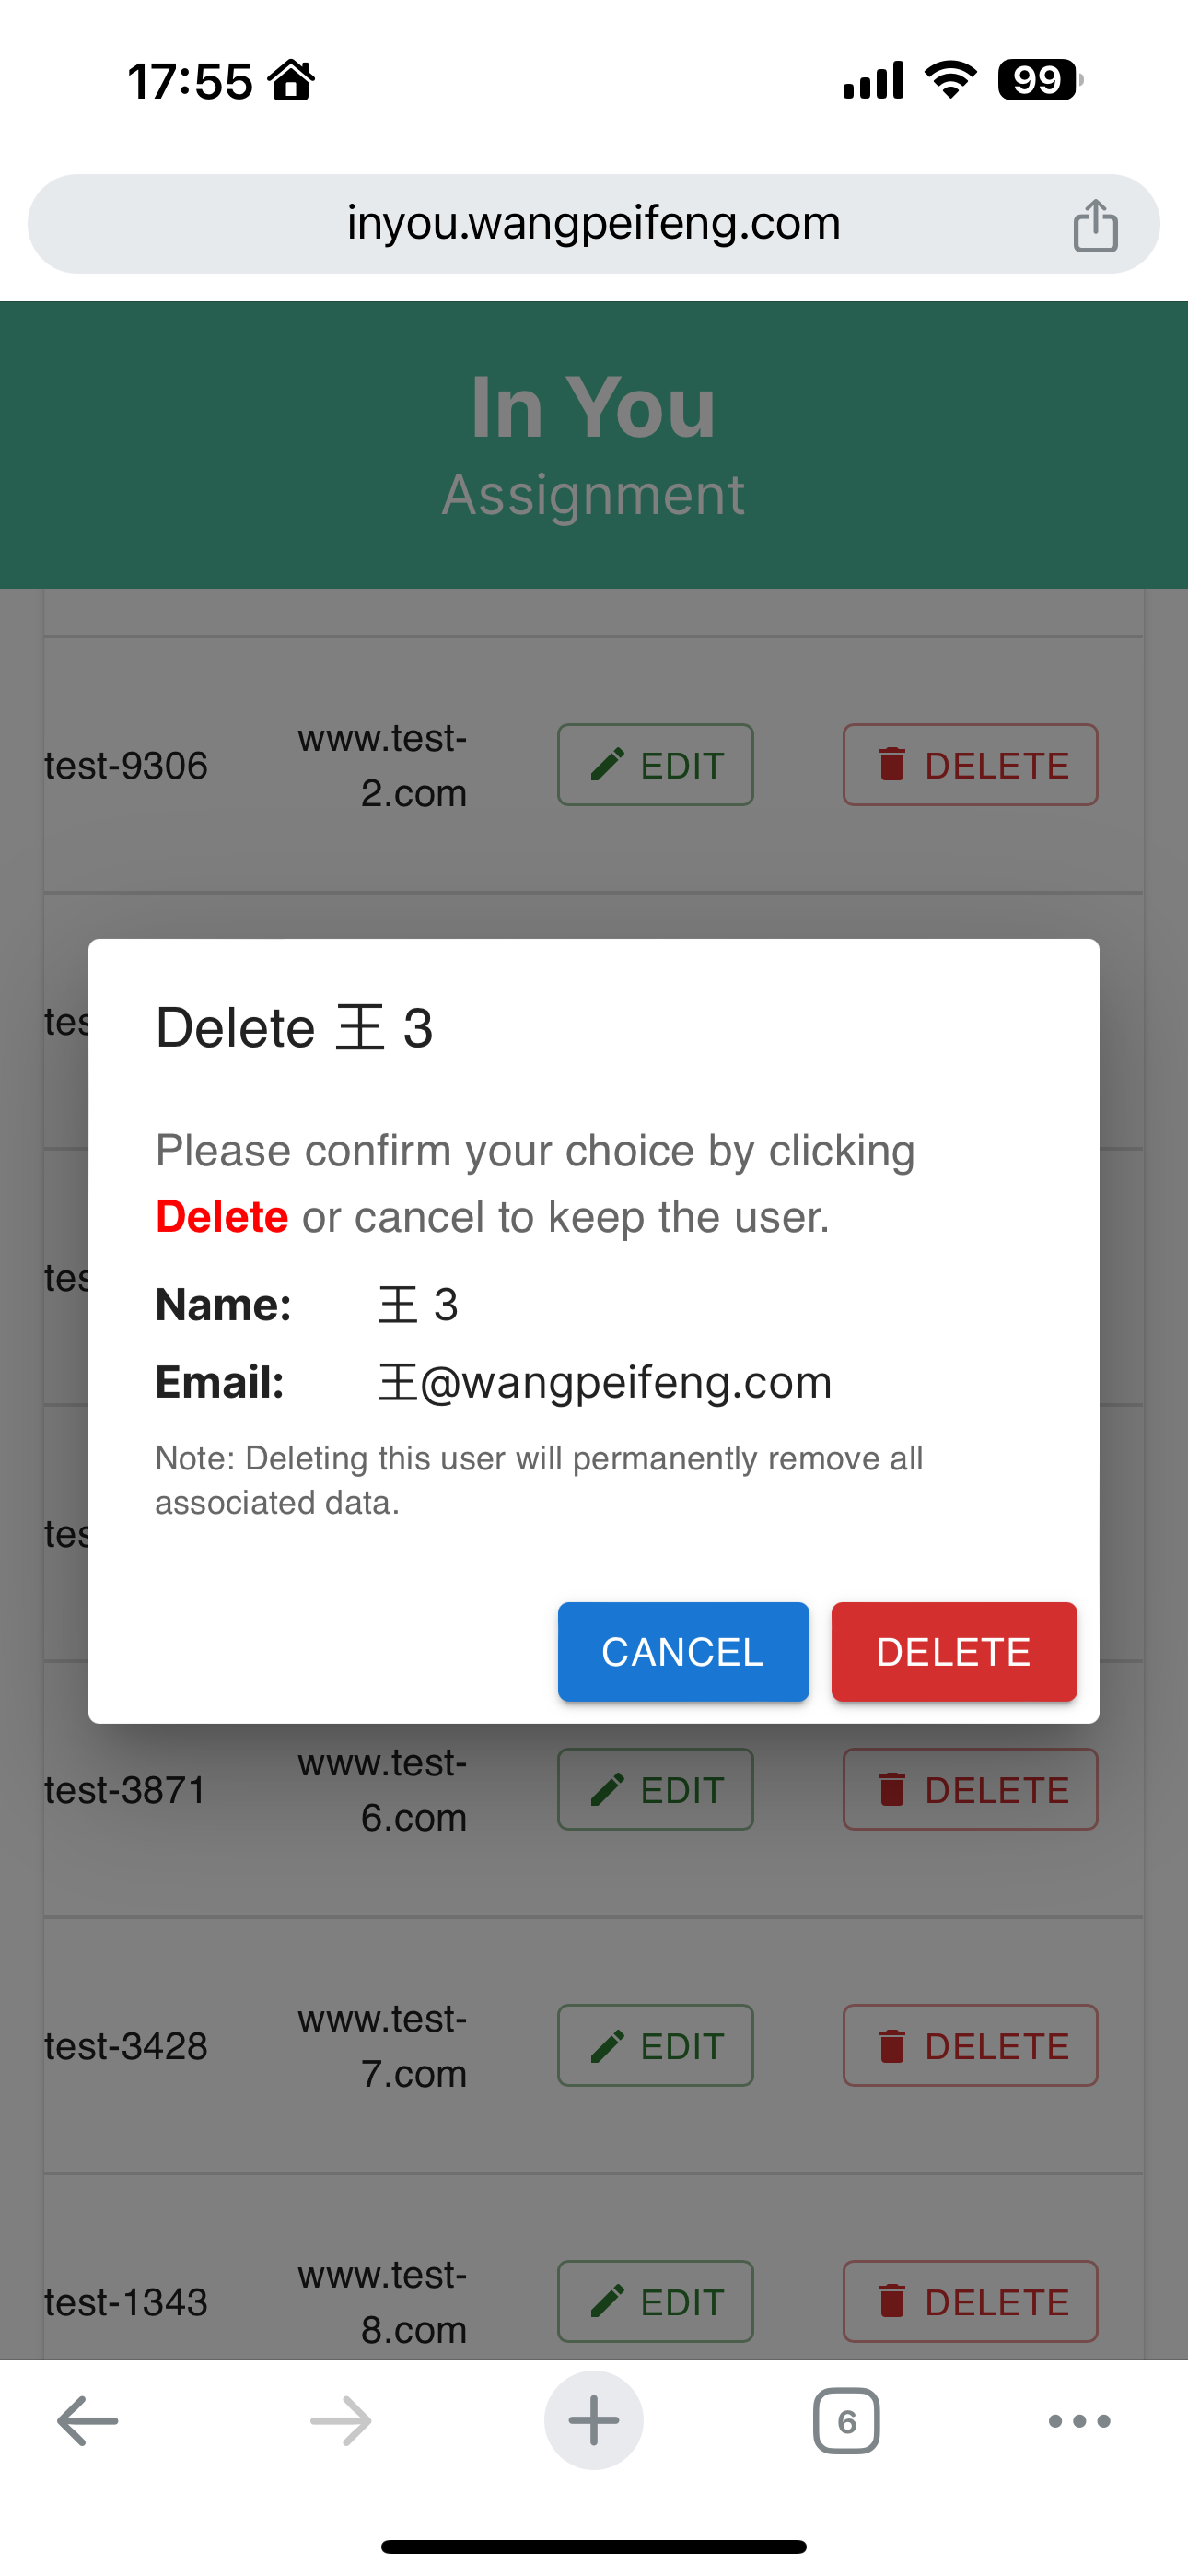 17:55
99
inyou.wangpeifeng.com
In You
Assignment
test-9306
www.test-
2.com
EDIT
DELETE
Delete 王 3
Please confirm your choice by clicking
Delete or cancel to keep the user.
Name: 王 3
Email: 王@wangpeifeng.com
Note: Deleting this user will permanently remove all
associated data.
CANCEL DELETE
test-3871
www.test-
6.com
EDIT
DELETE
test-3428
www.test-
7.com
EDIT
DELETE
test-1343
www.test-
8.com
EDIT
DELETE
6